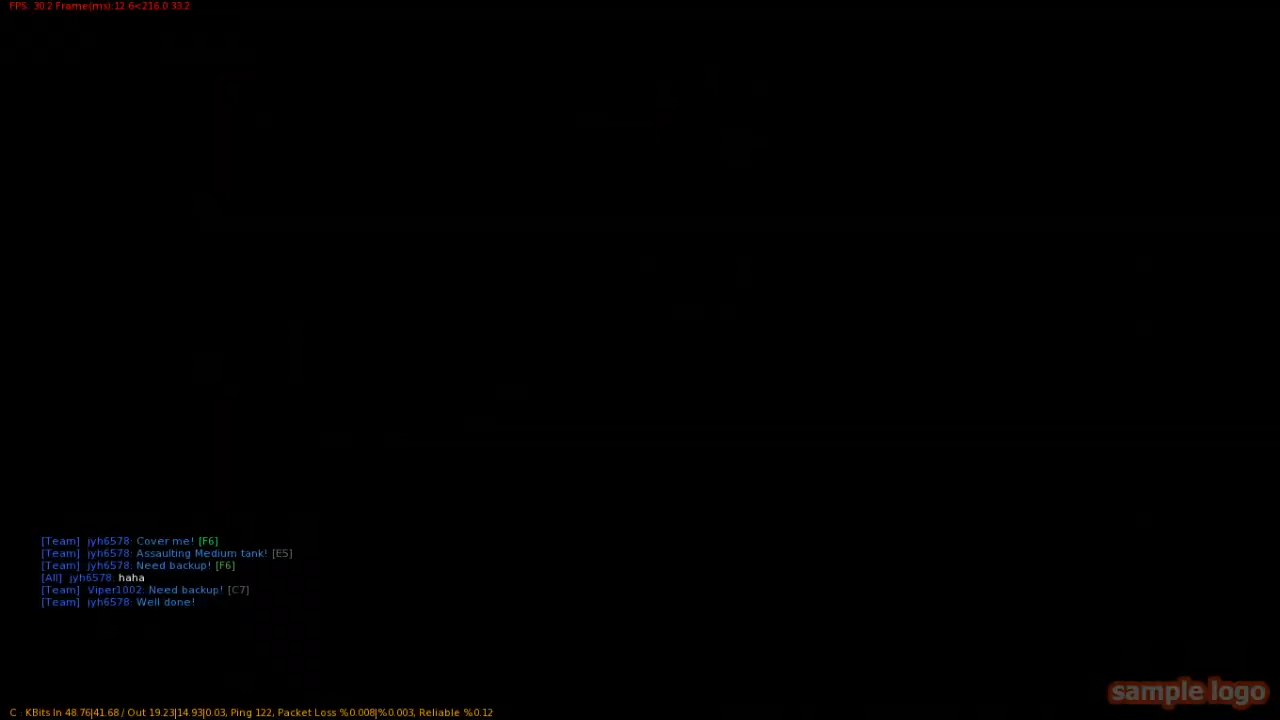 FPS: 30.2 Frame(ms):12.6<216.0 33.2
[Team] jyh6578: Cover me! [F6]
[Team] jyh6578: Assaulting Medium tank! [E5]
[Team] jyh6578: Need backup! [F6]
[All] jyh6578: haha
[Team] Viper1002: Need backup! [C7]
[Team] jyh6578: Well done!
sample logo
C : KBits In 48.76|41.68 / Out 19.23|14.93|0.03, Ping 122, Packet Loss %0.008|%0.003, Reliable %0.12